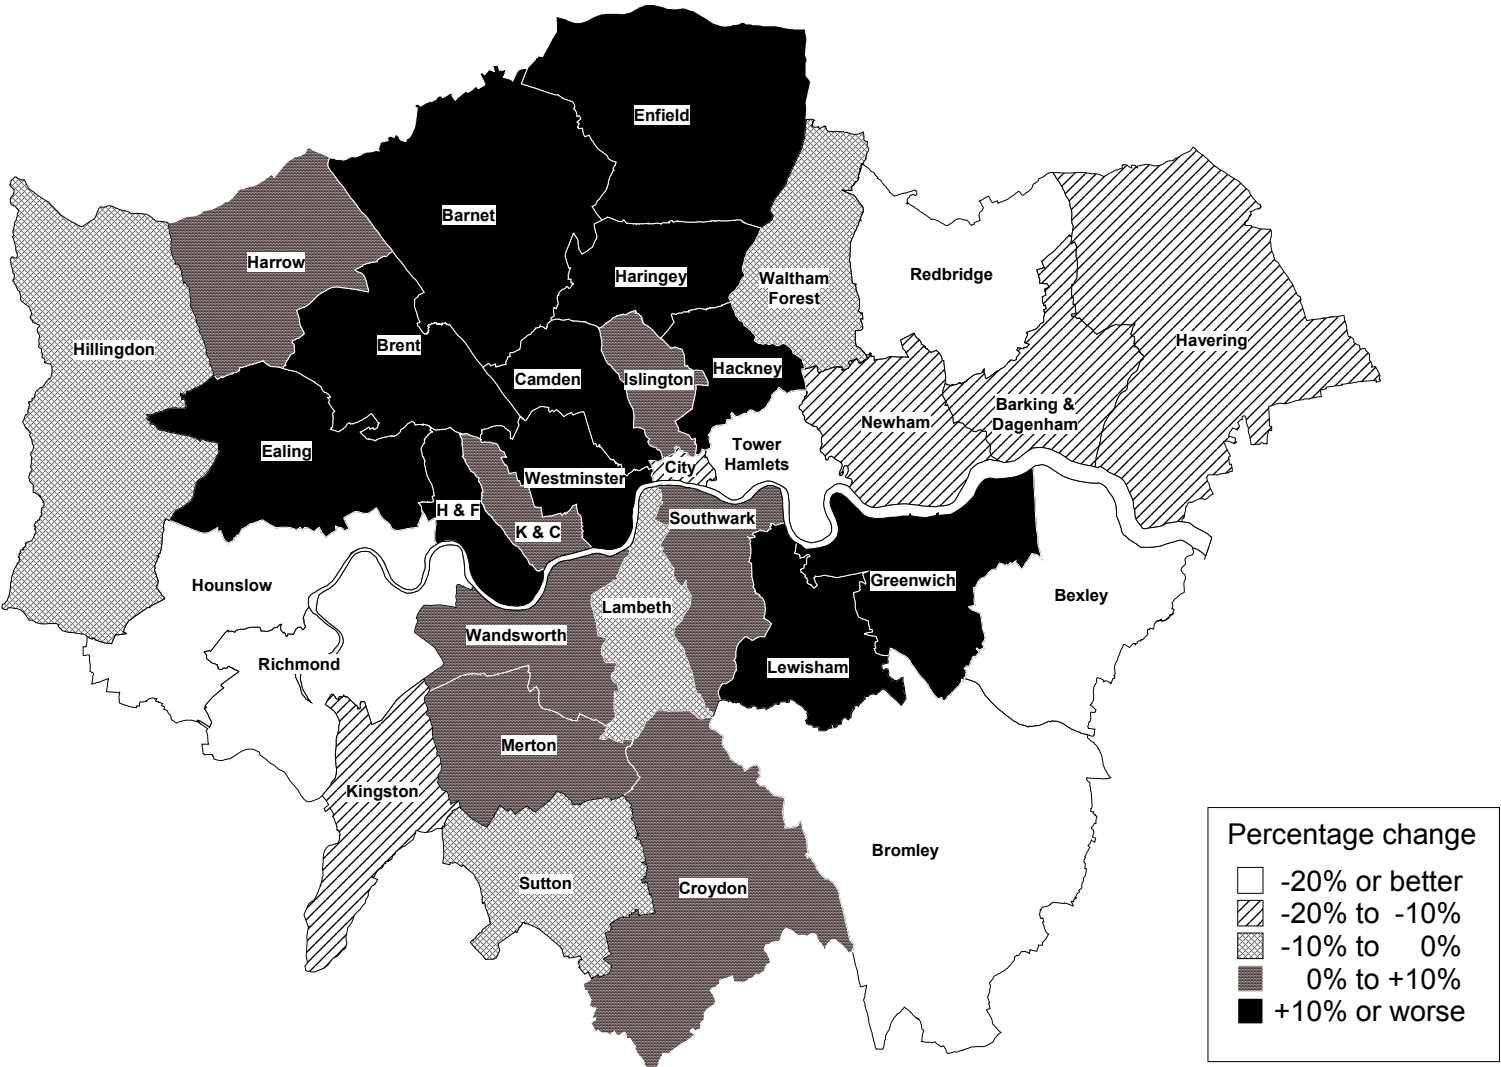 Enfield
Barnet
Harrow
Haringey
Waltham
Forest
Redbridge
Havering
Hillingdon
Brent
Camden
Islington
Hackney
Barking &
Dagenham
Newham
Ealing
Tower
Hamlets
City
Westminster
H & F
K & C
Southwark
Hounslow
Greenwich
Bexley
Lambeth
Wandsworth
Richmond
Lewisham
Merton
Kingston
Bromley
Sutton
Croydon
Percentage change
-20% or better
-20% to -10%
-10% to 0%
0% to +10%
+10% or worse